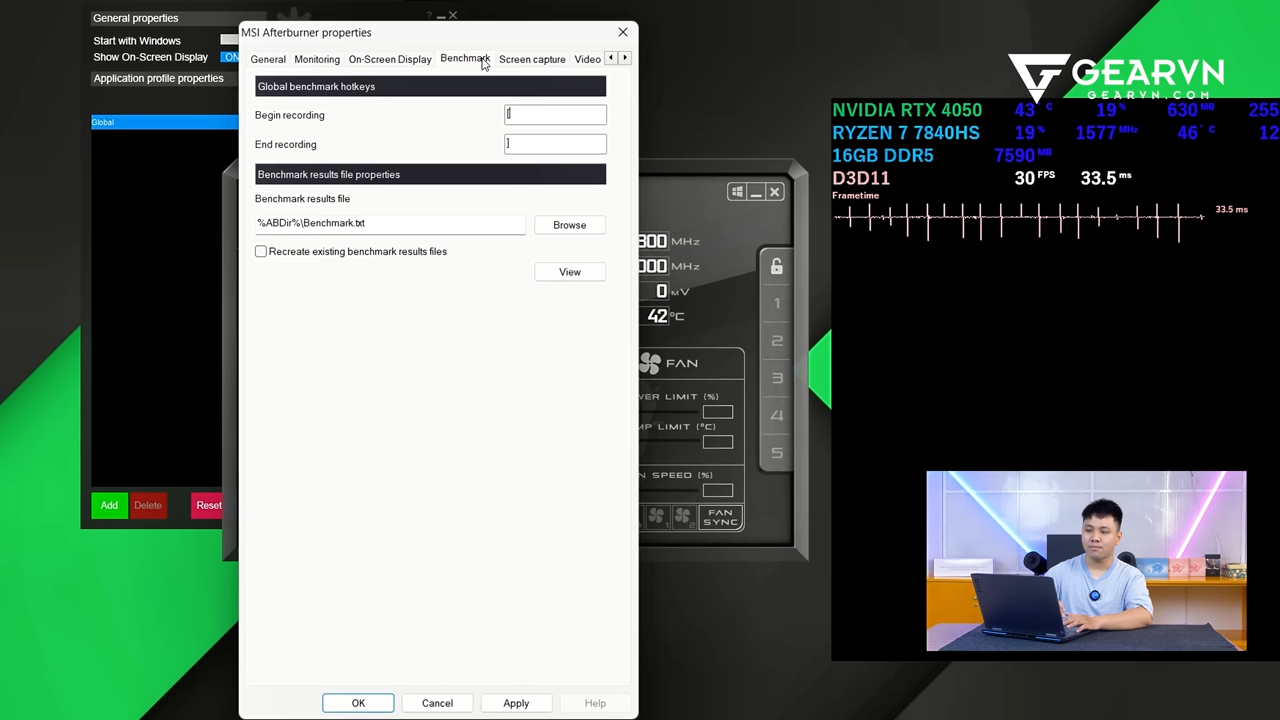 General properties
Start with Windows
Show On-Screen Display ON
Application profile properties
Global
Add Delete Reset
MSI Afterburner properties
General Monitoring On-Screen Display Benchmark Screen capture Video
Global benchmark hotkeys
Begin recording [
End recording ]
Benchmark results file properties
Benchmark results file
%ABDir%\Benchmark.txt Browse
Recreate existing benchmark results files
View
OK Cancel Apply Help
MHz
MHz
0 MV
42 °C
FAN
(%)
(°C)
SPEED (%)
FAN
SYNC
1
2
3
4
5
GEARVN
GEARVN.COM
NVIDIA RTX 4050 43 °C 19 % 630 MB 255
RYZEN 7 7840HS 19 % 1577 MHz 46 °C 12
16GB DDR5 7590 MB
D3D11 30 FPS 33.5 ms
Frametime
33.5 ms